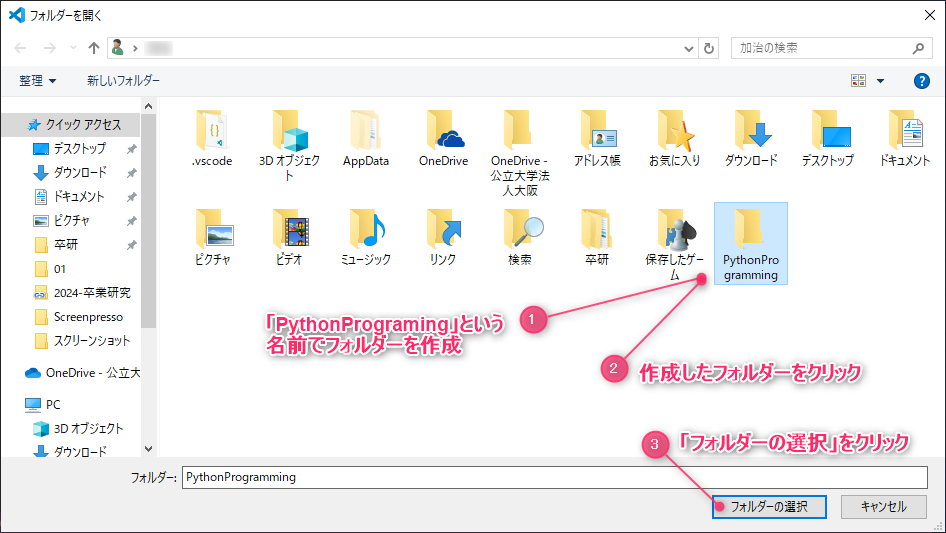 フォルダーを開く
加治の検索
整理
新しいフォルダー
?
クイック アクセス
デスクトップ
ダウンロード
ドキュメント
ピクチャ
卒研
01
2024-卒業研究
Screenpresso
スクリーンショット
OneDrive - 公立大
PC
3D オブジェクト
ダウンロード
.vscode
3D オブジェク
ト
AppData
OneDrive
OneDrive -
公立大学法
人大阪
アドレス帳
お気に入り
ダウンロード
デスクトップ
ドキュメント
ピクチャ
ビデオ
ミュージック
リンク
検索
卒研
保存したゲー
ム
PythonPro
gramming
1
「PythonPrograming」という
名前でフォルダーを作成
2
作成したフォルダーをクリック
3
「フォルダーの選択」をクリック
フォルダー:
PythonProgramming
フォルダーの選択
キャンセル